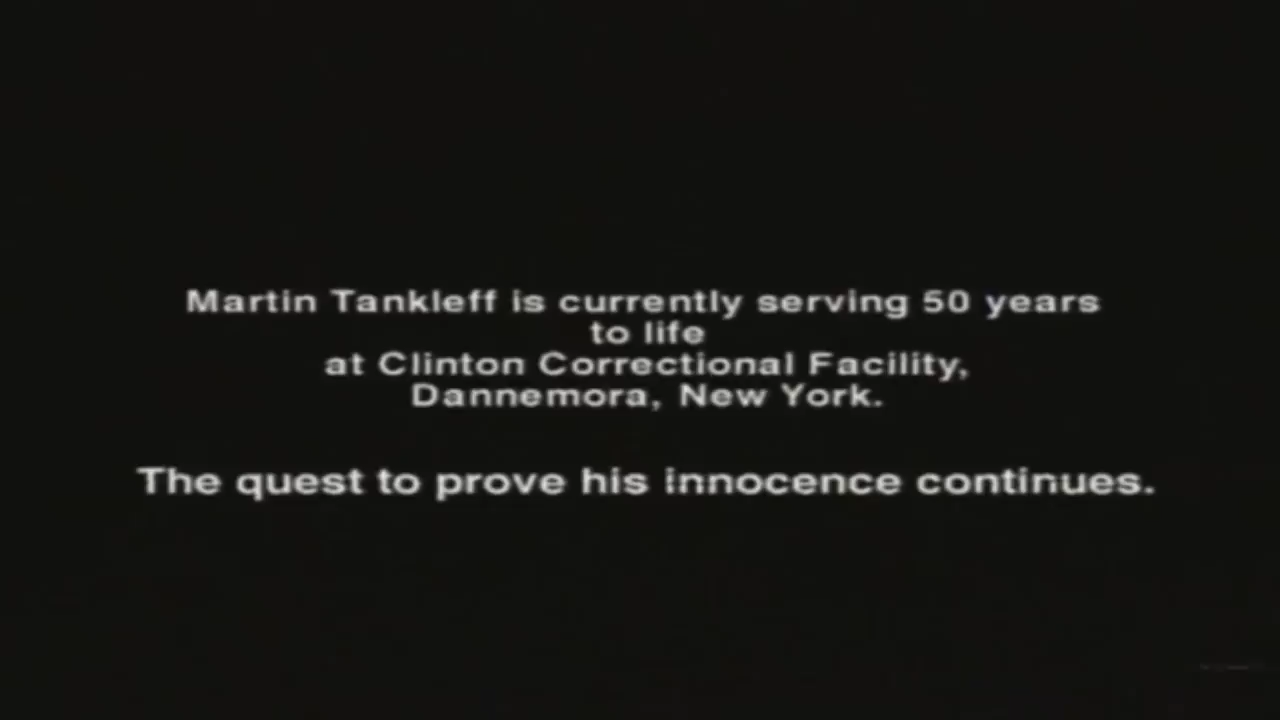 Martin Tankleff is currently serving 50 years
to life
at Clinton Correctional Facility,
Dannemora, New York.
The quest to prove his innocence continues.